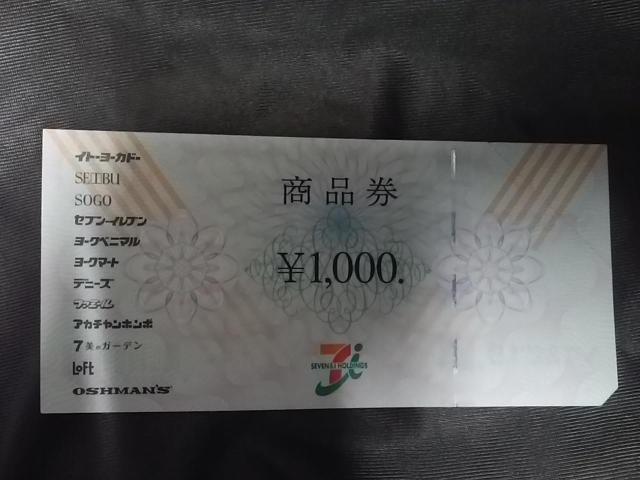 イトーヨーカドー
SEIBU
SOGO
セブン-イレブン
ヨークベニマル
ヨークマート
デニーズ
ファミール
アカチャンホンポ
7美のガーデン
LoFt
OSHMAN'S
商品券
¥1,000.
7i
SEVEN & i HOLDINGS